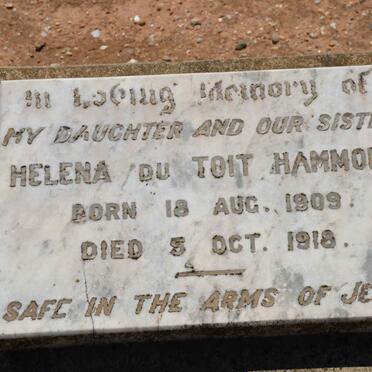 In Loving Memory of
MY DAUGHTER AND OUR SISTE
HELENA DU TOIT HAMMO
BORN 18 AUG. 1909.
DIED 5 OCT. 1918.
SAFE IN THE ARMS OF JE